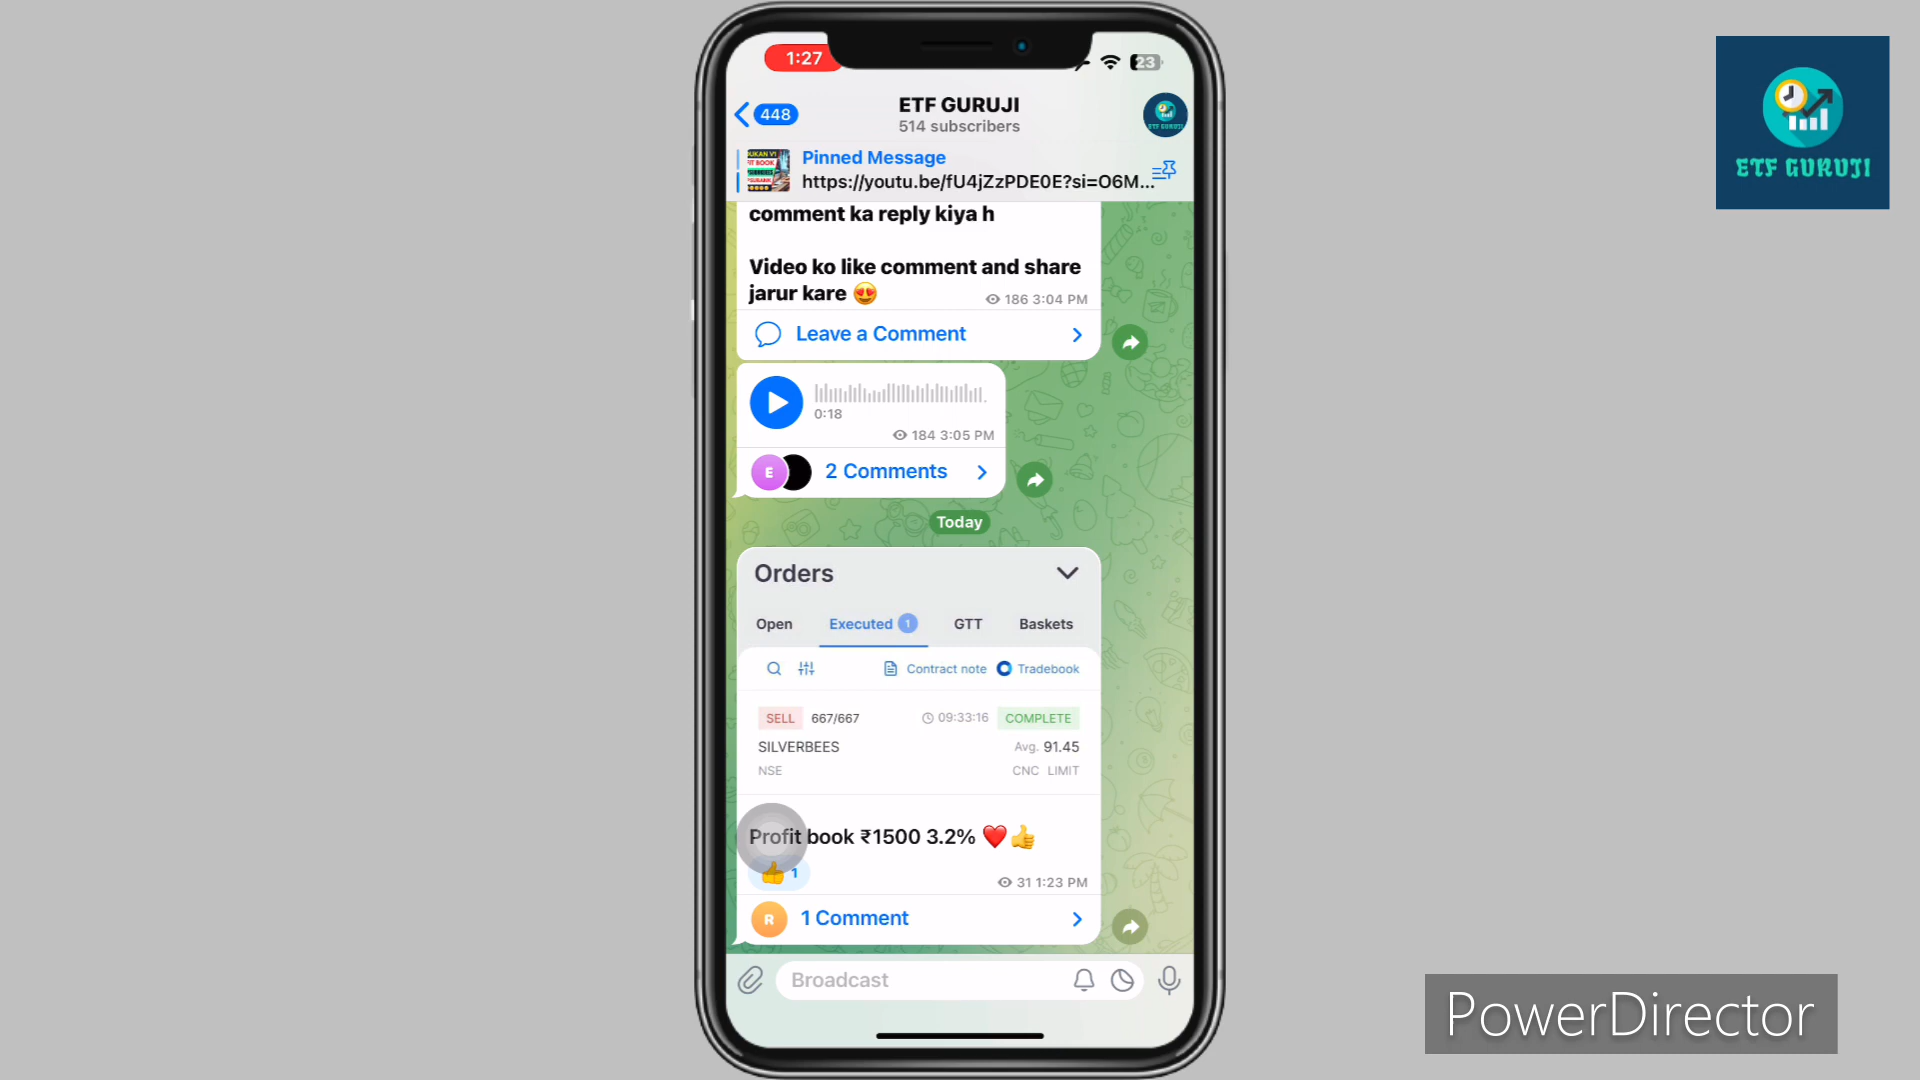 1:27
23
448
ETF GURUJI
514 subscribers
ETF GURUJI
Pinned Message
https://youtu.be/fU4jZzPDE0E?si=O6M...
comment ka reply kiya h
Video ko like comment and share
jarur kare 😍
186 3:04 PM
Leave a Comment
0:18
184 3:05 PM
E
2 Comments
Today
Orders
Open
Executed 1
GTT
Baskets
Contract note
Tradebook
SELL 667/667
09:33:16
COMPLETE
SILVERBEES
Avg. 91.45
NSE
CNC LIMIT
Profit book ₹1500 3.2% ❤️👍
👍 1
31 1:23 PM
R
1 Comment
Broadcast
ETF GURUJI
PowerDirector